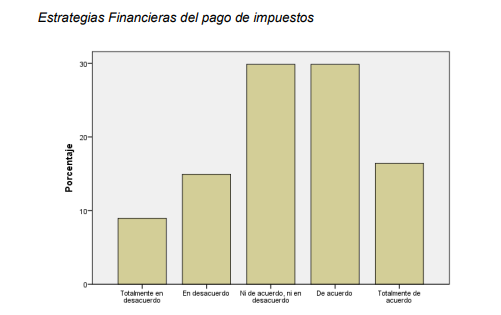 Estrategias Financieras del pago de impuestos
Porcentaje
30
20
10
0
Totalmente en
desacuerdo
En desacuerdo
Ni de acuerdo, ni en
desacuerdo
De acuerdo
Totalmente de
acuerdo